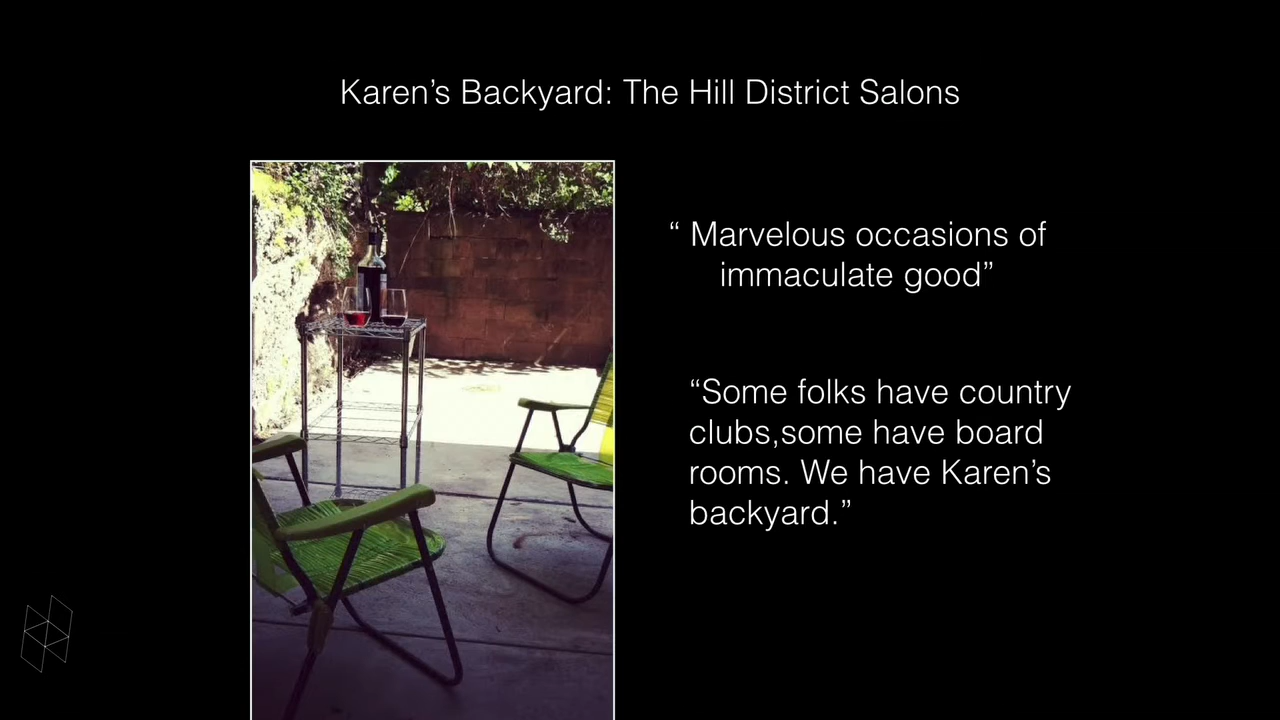 Karen’s Backyard: The Hill District Salons
“ Marvelous occasions of
immaculate good”
“Some folks have country
clubs,some have board
rooms. We have Karen’s
backyard.”